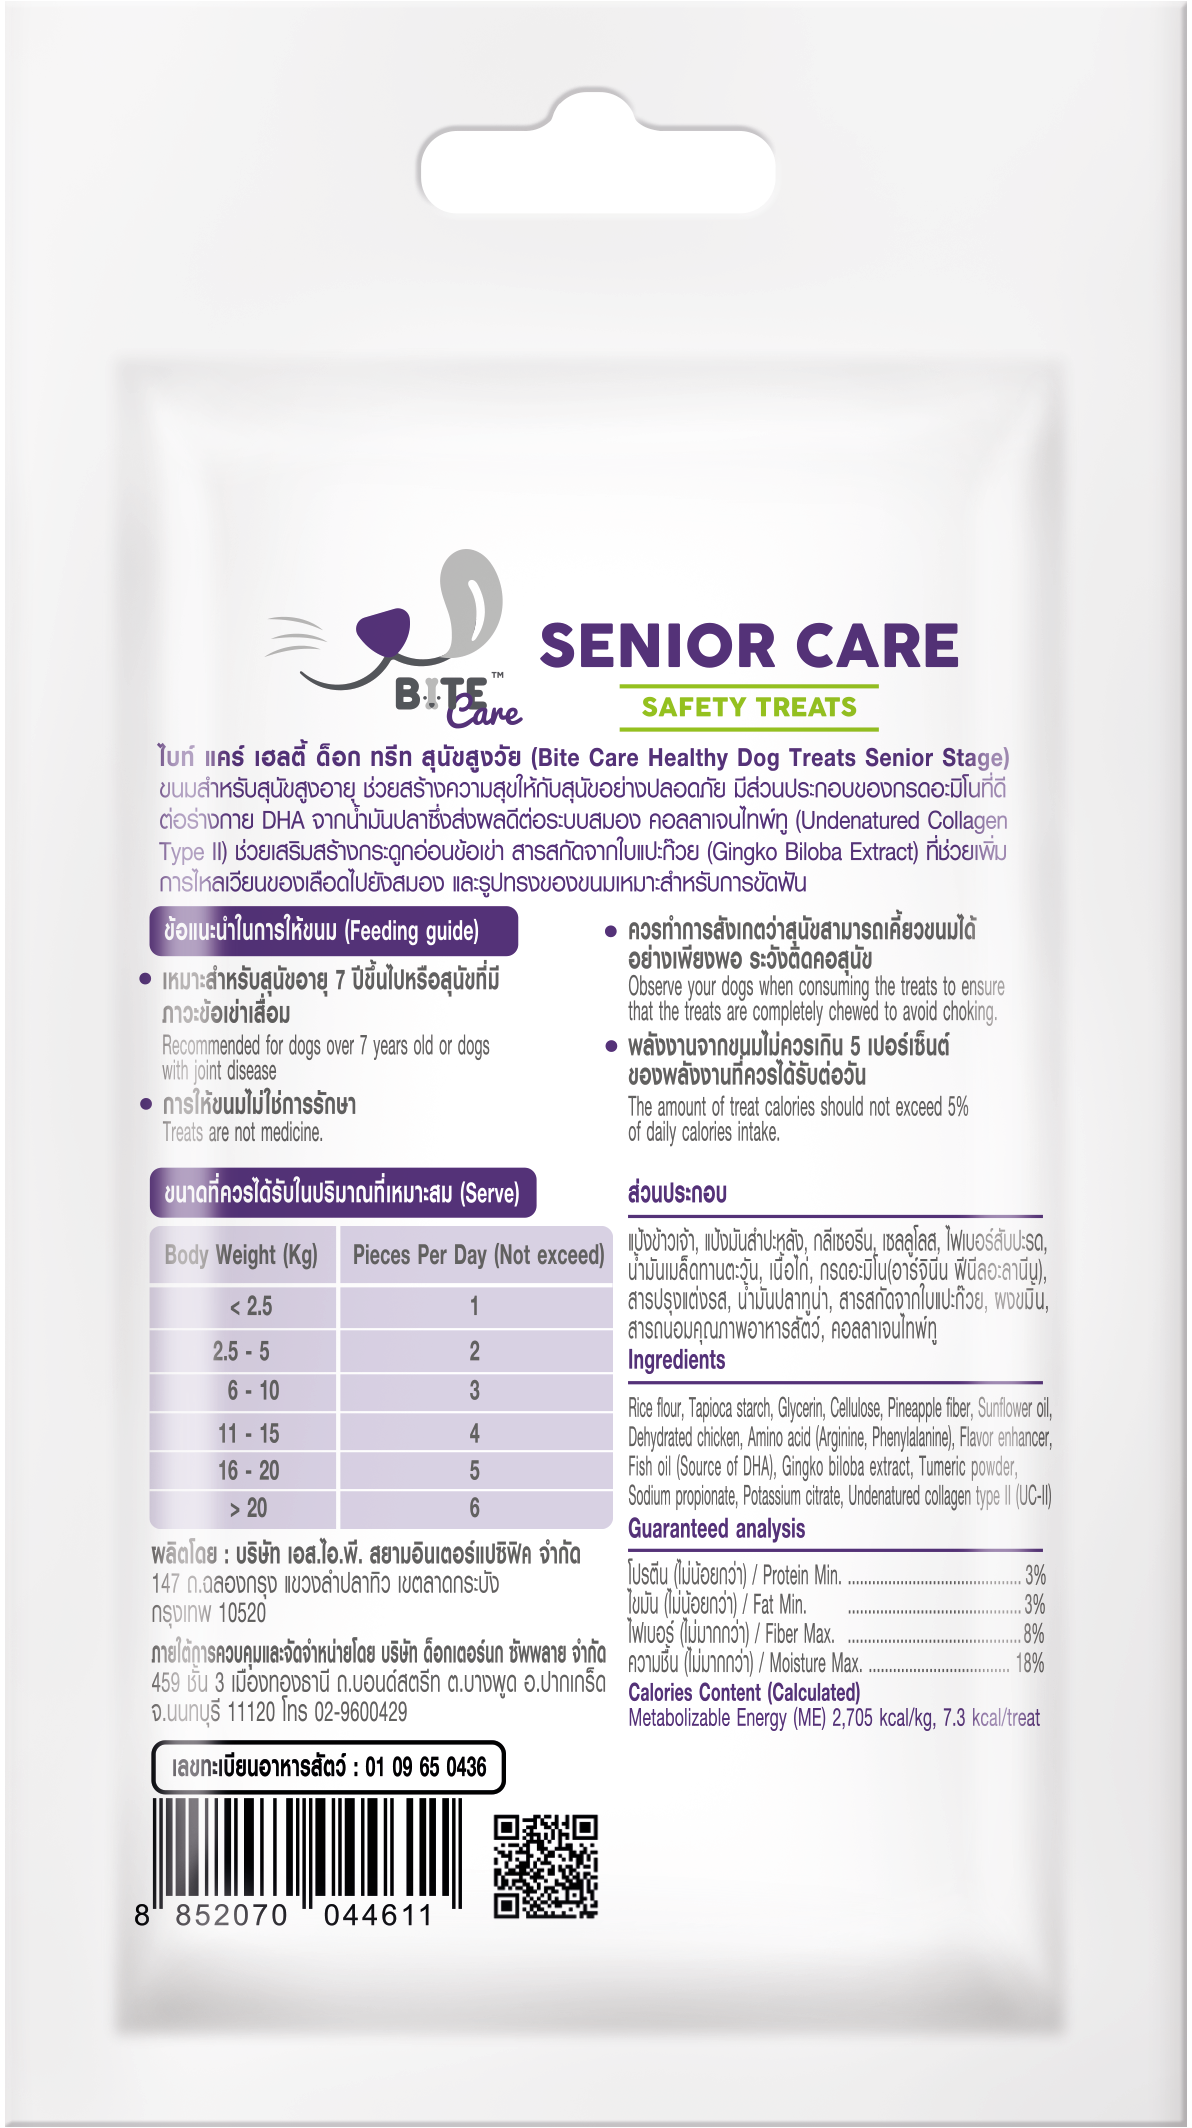 BITE™
Care
SENIOR CARE
SAFETY TREATS
ไบท์ แคร์ เฮลตี้ ด็อก ทรีท สุนัขสูงวัย (Bite Care Healthy Dog Treats Senior Stage)
ขนมสำหรับสุนัขสูงอายุ ช่วยสร้างความสุขให้กับสุนัขอย่างปลอดภัย มีส่วนประกอบของกรดอะมิโนที่ดี
ต่อร่างกาย DHA จากน้ำมันปลาซึ่งส่งผลดีต่อระบบสมอง คอลลาเจนไทพ์ทู (Undenatured Collagen
Type II) ช่วยเสริมสร้างกระดูกอ่อนข้อเข่า สารสกัดจากใบแปะก๊วย (Gingko Biloba Extract) ที่ช่วยเพิ่ม
การไหลเวียนของเลือดไปยังสมอง และรูปทรงของขนมเหมาะสำหรับการขัดฟัน
ข้อแนะนำในการให้ขนม (Feeding guide)
• เหมาะสำหรับสุนัขอายุ 7 ปีขึ้นไปหรือสุนัขที่มี
ภาวะข้อเข่าเสื่อม
Recommended for dogs over 7 years old or dogs
with joint disease
• การให้ขนมไม่ใช่การรักษา
Treats are not medicine.
• ควรทำการสังเกตว่าสุนัขสามารถเคี้ยวขนมได้
อย่างเพียงพอ ระวังติดคอสุนัข
Observe your dogs when consuming the treats to ensure
that the treats are completely chewed to avoid choking.
• พลังงานจากขนมไม่ควรเกิน 5 เปอร์เซ็นต์
ของพลังงานที่ควรได้รับต่อวัน
The amount of treat calories should not exceed 5%
of daily calories intake.
ขนาดที่ควรได้รับในปริมาณที่เหมาะสม (Serve)
Body Weight (Kg) Pieces Per Day (Not exceed)
< 2.5 1
2.5 - 5 2
6 - 10 3
11 - 15 4
16 - 20 5
> 20 6
ผลิตโดย : บริษัท เอส.ไอ.พี. สยามอินเตอร์แปซิฟิค จำกัด
147 ถ.ฉลองกรุง แขวงลำปลาทิว เขตลาดกระบัง
กรุงเทพ 10520
ภายใต้การควบคุมและจัดจำหน่ายโดย บริษัท ด็อกเตอร์นก ซัพพลาย จำกัด
459 ชั้น 3 เมืองทองธานี ถ.บอนด์สตรีท ต.บางพูด อ.ปากเกร็ด
จ.นนทบุรี 11120 โทร 02-9600429
เลขทะเบียนอาหารสัตว์ : 01 09 65 0436
8 852070 044611
ส่วนประกอบ
แป้งข้าวเจ้า, แป้งมันสำปะหลัง, กลีเซอรีน, เซลลูโลส, ไฟเบอร์สับปะรด,
น้ำมันเมล็ดทานตะวัน, เนื้อไก่, กรดอะมิโน(อาร์จินีน ฟีนีลอะลานีน),
สารปรุงแต่งรส, น้ำมันปลาทูน่า, สารสกัดจากใบแปะก๊วย, ผงขมิ้น,
สารถนอมคุณภาพอาหารสัตว์, คอลลาเจนไทพ์ทู
Ingredients
Rice flour, Tapioca starch, Glycerin, Cellulose, Pineapple fiber, Sunflower oil,
Dehydrated chicken, Amino acid (Arginine, Phenylalanine), Flavor enhancer,
Fish oil (Source of DHA), Gingko biloba extract, Tumeric powder,
Sodium propionate, Potassium citrate, Undenatured collagen type II (UC-II)
Guaranteed analysis
โปรตีน (ไม่น้อยกว่า) / Protein Min. .......................................... 3%
ไขมัน (ไม่น้อยกว่า) / Fat Min. .......................................... 3%
ไฟเบอร์ (ไม่มากกว่า) / Fiber Max. .......................................... 8%
ความชื้น (ไม่มากกว่า) / Moisture Max. .................................. 18%
Calories Content (Calculated)
Metabolizable Energy (ME) 2,705 kcal/kg, 7.3 kcal/treat